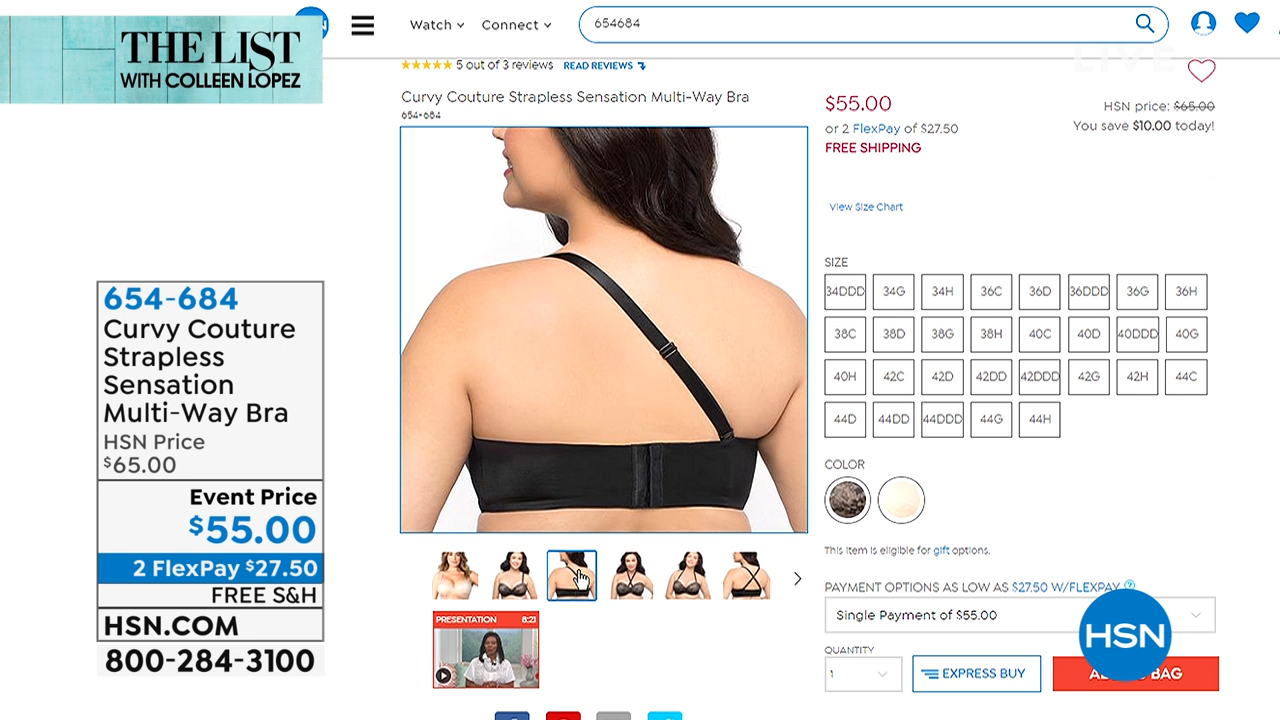 THE LIST
WITH COLLEEN LOPEZ
Watch
Connect
654684
LIVE
5 out of 3 reviews
READ REVIEWS
Curvy Couture Strapless Sensation Multi-Way Bra
654-684
$55.00
or 2 FlexPay of $27.50
FREE SHIPPING
HSN price: $65.00
You save $10.00 today!
View Size Chart
SIZE
34DDD 34G 34H 36C 36D 36DDD 36G 36H
38C 38D 38G 38H 40C 40D 40DDD 40G
40H 42C 42D 42DD 42DDD 42G 42H 44C
44D 44DD 44DDD 44G 44H
COLOR
This item is eligible for gift options.
PAYMENT OPTIONS AS LOW AS $27.50 W/FLEXPAY ?
Single Payment of $55.00
QUANTITY
1
EXPRESS BUY
BAG
HSN
PRESENTATION 8:21
654-684
Curvy Couture
Strapless
Sensation
Multi-Way Bra
HSN Price
$65.00
Event Price
$55.00
2 FlexPay $27.50
FREE S&H
HSN.COM
800-284-3100